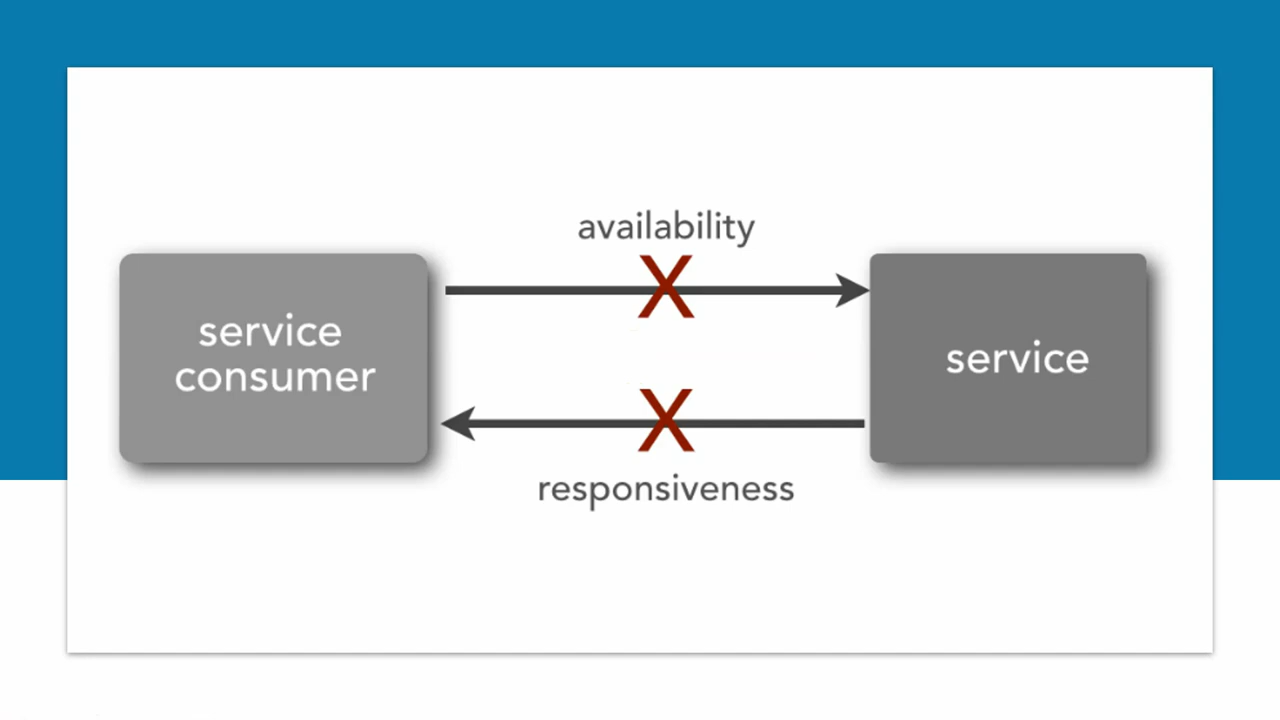 availability
X
service
consumer
service
X
responsiveness